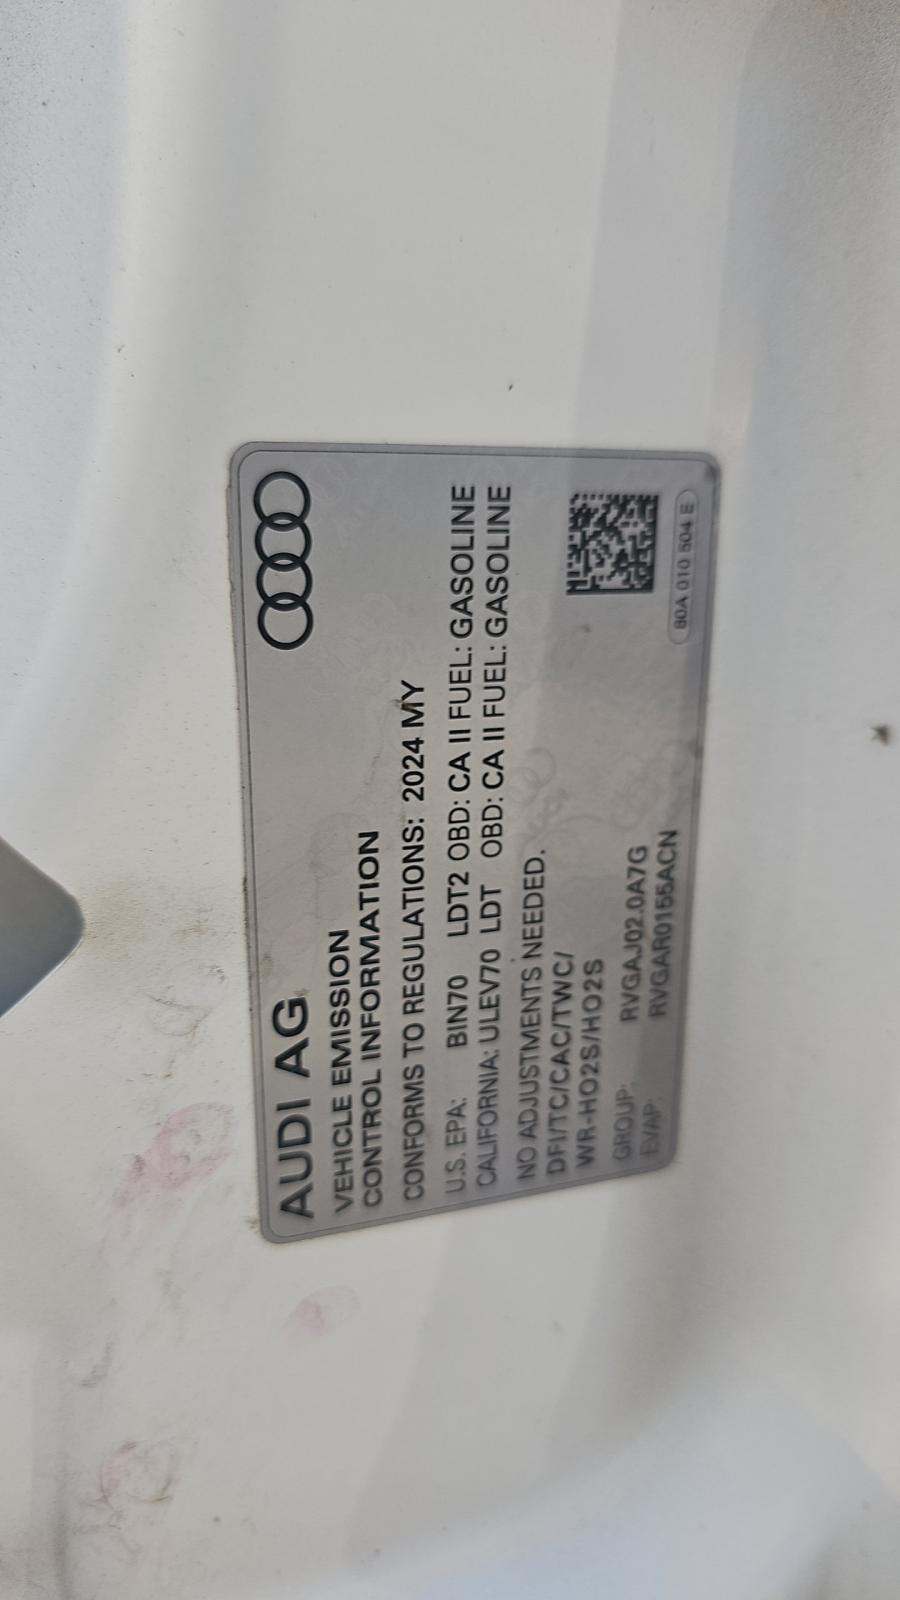 AUDI AG
VEHICLE EMISSION
CONTROL INFORMATION
CONFORMS TO REGULATIONS: 2024 MY
U.S. EPA: BIN70 LDT2 OBD: CA II FUEL: GASOLINE
CALIFORNIA: ULEV70 LDT OBD: CA II FUEL: GASOLINE
NO ADJUSTMENTS NEEDED.
DFI/TC/CAC/TWC/
WR-HO2S/HO2S
GROUP: RVGAJ02.0A7G
EVAP: RVGAR0155ACN
80A 010 504 E